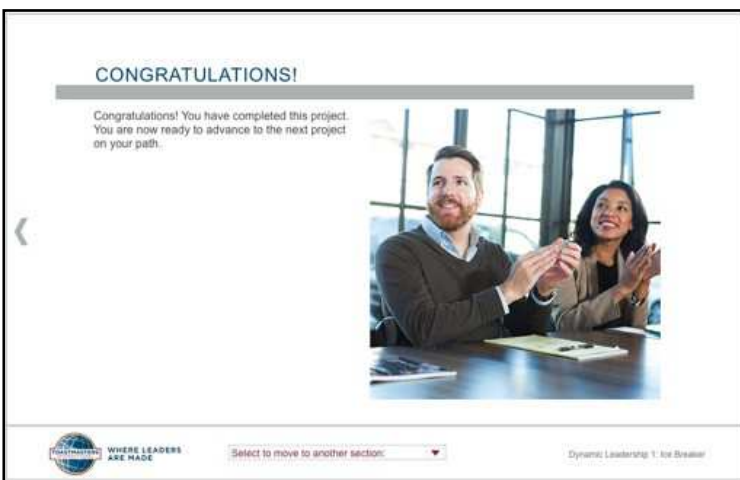 CONGRATULATIONS!
Congratulations! You have completed this project.
You are now ready to advance to the next project
on your path.
TOASTMASTERS
WHERE LEADERS
ARE MADE
Select to move to another section:
Dynamic Leadership 1: Ice Breaker